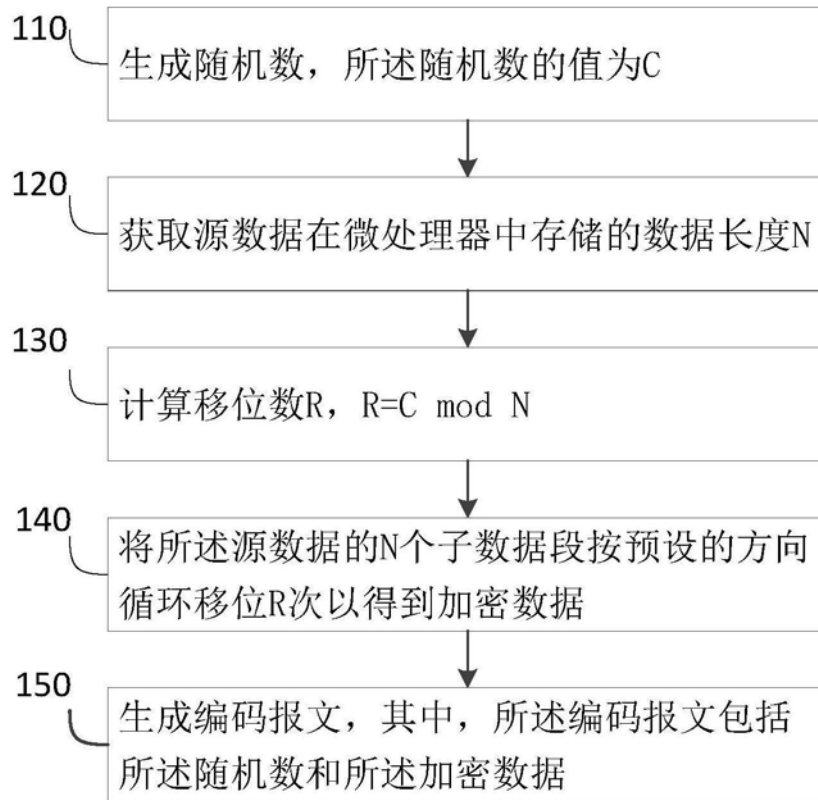 110
生成随机数，所述随机数的值为C
120
获取源数据在微处理器中存储的数据长度N
130
计算移位数R，R=C mod N
140
将所述源数据的N个子数据段按预设的方向
循环移位R次以得到加密数据
150
生成编码报文，其中，所述编码报文包括
所述随机数和所述加密数据